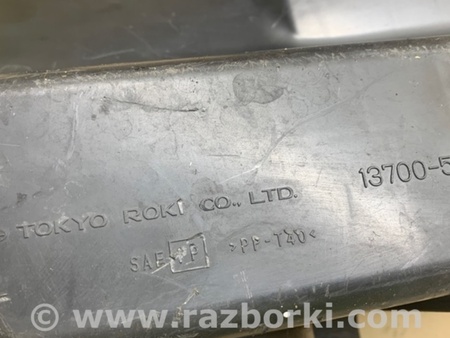 TOKYO ROKI CO., LTD.
13700-5
SAE P >PP-T40<
www.razborki.com